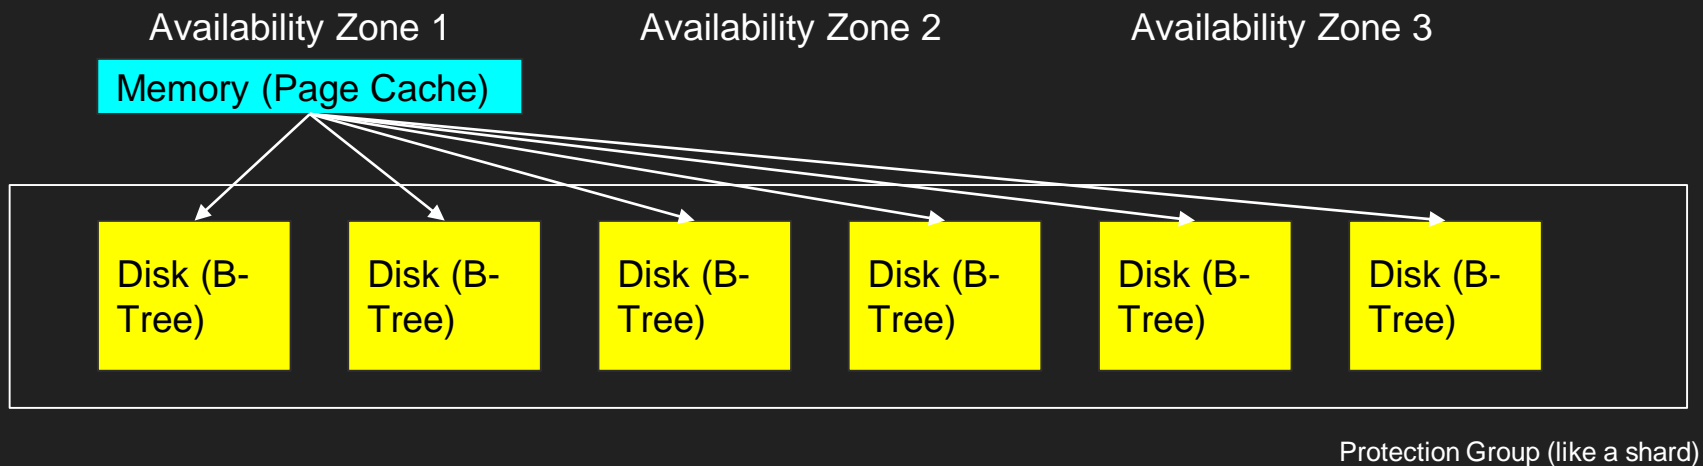 Availability Zone 1
Availability Zone 2
Availability Zone 3
Memory (Page Cache)
Disk (B-
Tree)
Disk (B-
Tree)
Disk (B-
Tree)
Disk (B-
Tree)
Disk (B-
Tree)
Disk (B-
Tree)
Protection Group (like a shard)